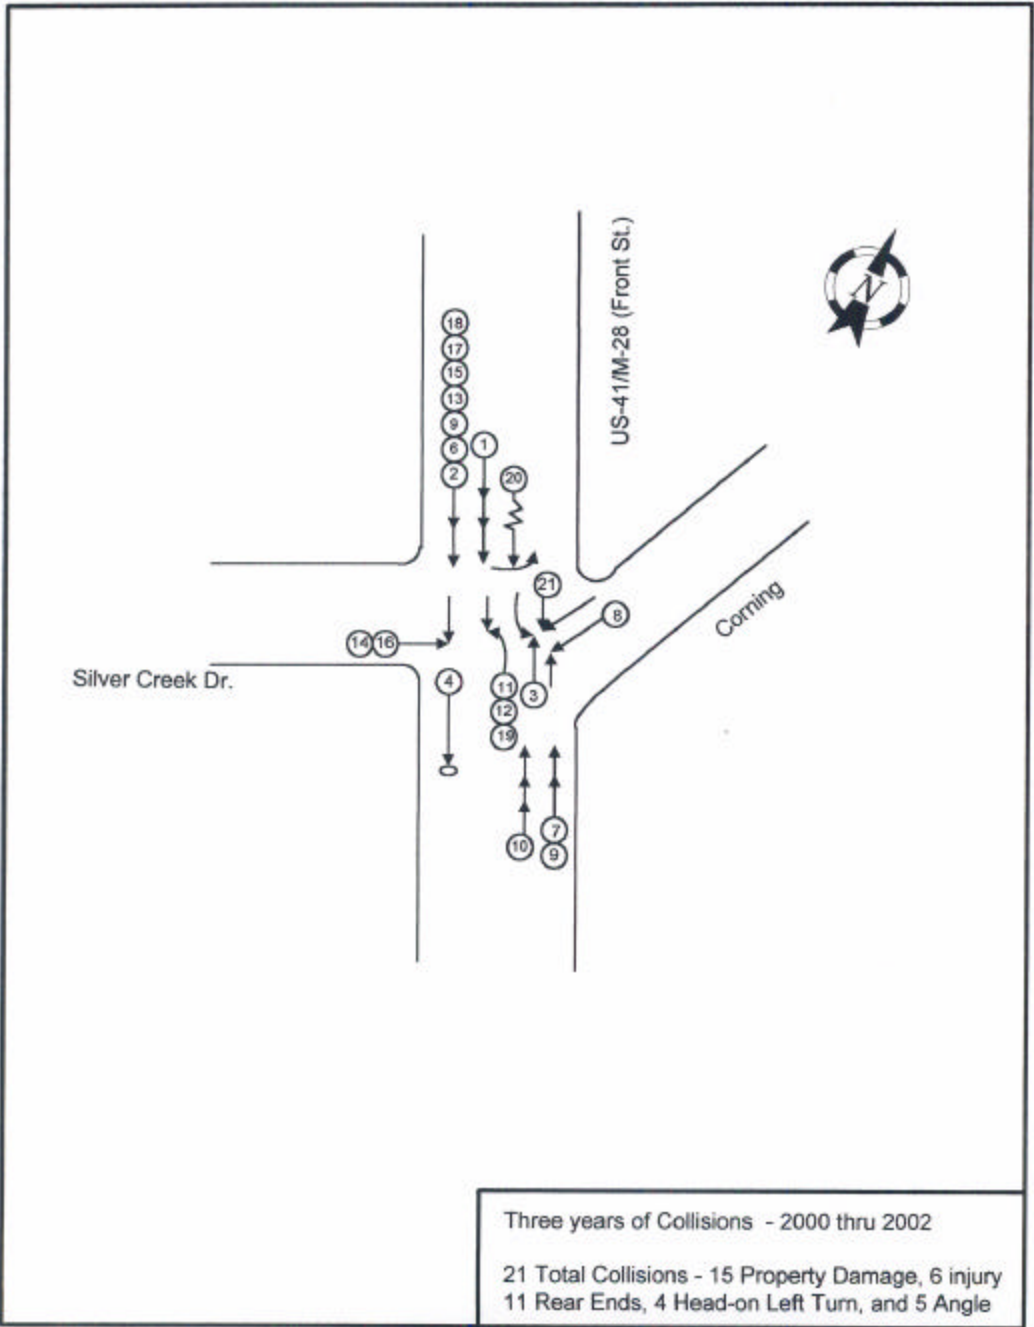 US-41/M-28 (Front St.)
N
18
17
15
13
9
6
2
1
20
21
8
Corning
14 16
Silver Creek Dr.
4
11
12
19
3
10
7
9
Three years of Collisions - 2000 thru 2002
21 Total Collisions - 15 Property Damage, 6 injury
11 Rear Ends, 4 Head-on Left Turn, and 5 Angle